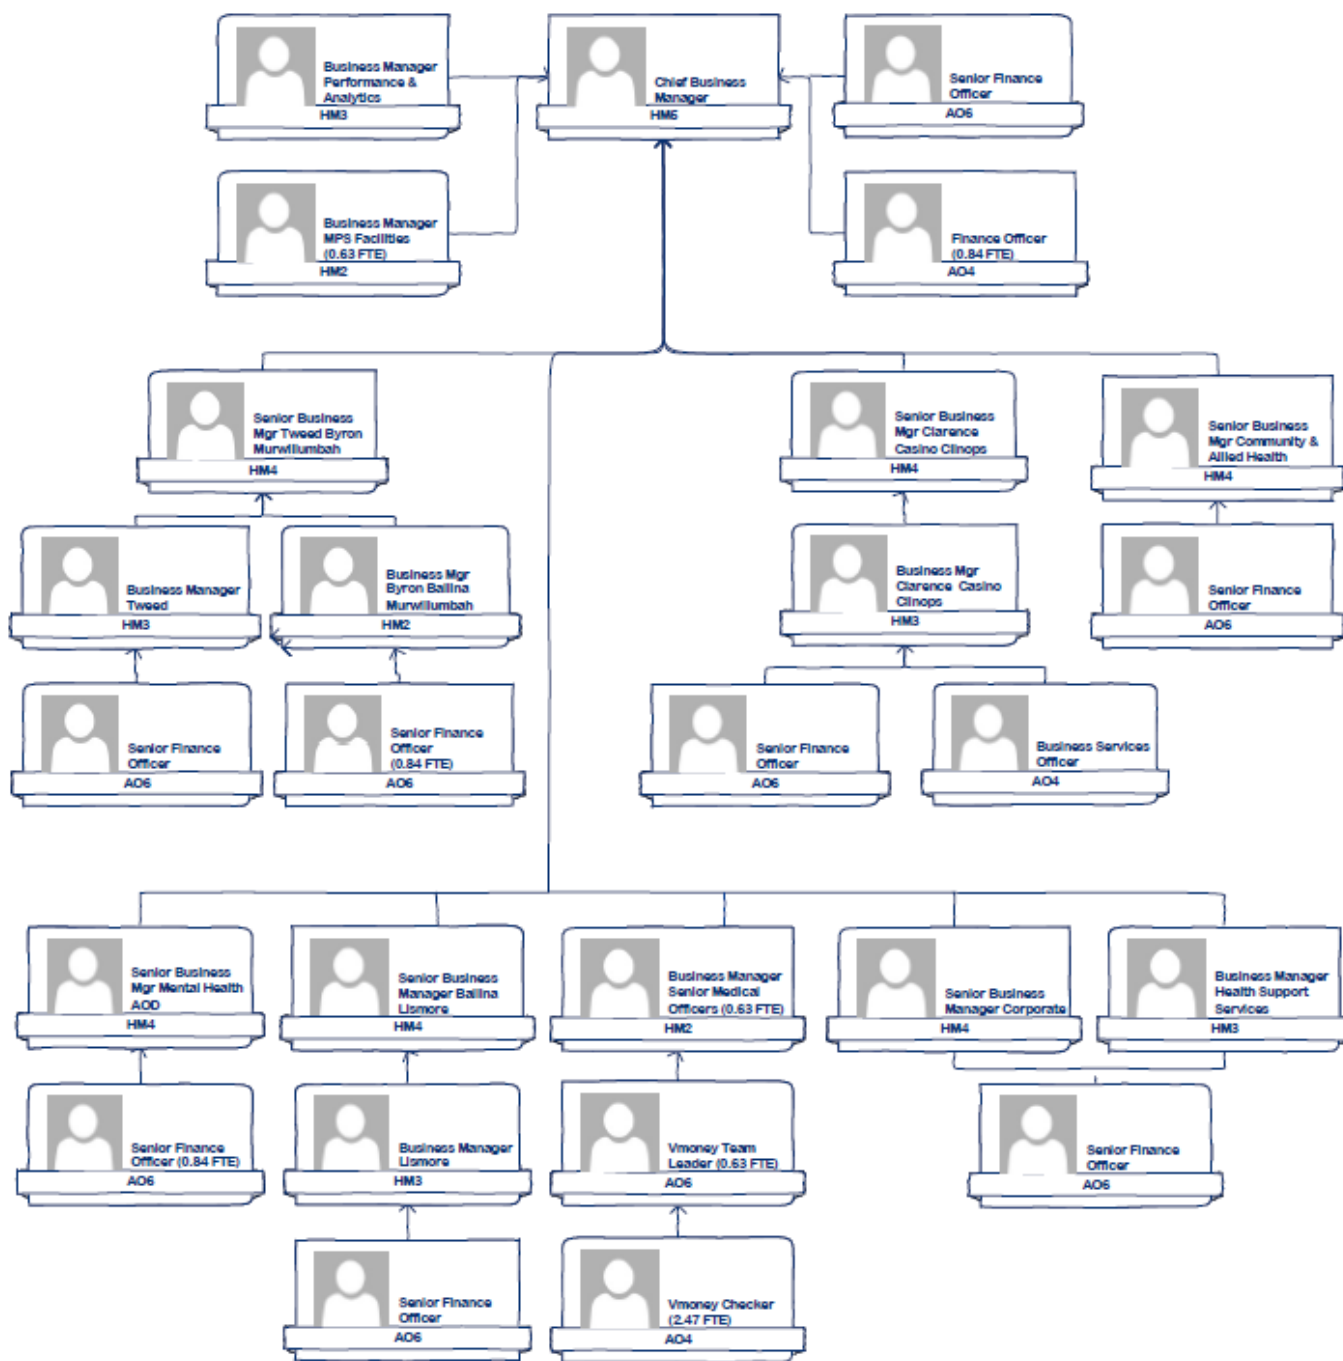 Business Manager
Performance &
Analytics
HM3
Chief Business
Manager
HM5
Senior Finance
Officer
AO6
Business Manager
MPS Facilities
(0.63 FTE)
HM2
Finance Officer
(0.84 FTE)
AO4
Senior Business
Mgr Tweed Byron
Murwillumbah
HM4
Senior Business
Mgr Clarence
Casino Clinops
HM4
Senior Business
Mgr Community &
Allied Health
HM4
Business Manager
Tweed
HM3
Business Mgr
Byron Ballina
Murwillumbah
HM2
Business Mgr
Clarence Casino
Clinops
HM3
Senior Finance
Officer
AO6
Senior Finance
Officer
AO6
Senior Finance
Officer
(0.84 FTE)
AO6
Senior Finance
Officer
AO6
Business Services
Officer
AO4
Senior Business
Mgr Mental Health
AOD
HM4
Senior Business
Manager Ballina
Lismore
HM4
Business Manager
Senior Medical
Officers (0.63 FTE)
HM2
Senior Business
Manager Corporate
HM4
Business Manager
Health Support
Services
HM3
Senior Finance
Officer (0.84 FTE)
AO6
Business Manager
Lismore
HM3
Vmoney Team
Leader (0.63 FTE)
AO6
Senior Finance
Officer
AO6
Senior Finance
Officer
AO6
Vmoney Checker
(2.47 FTE)
AO4